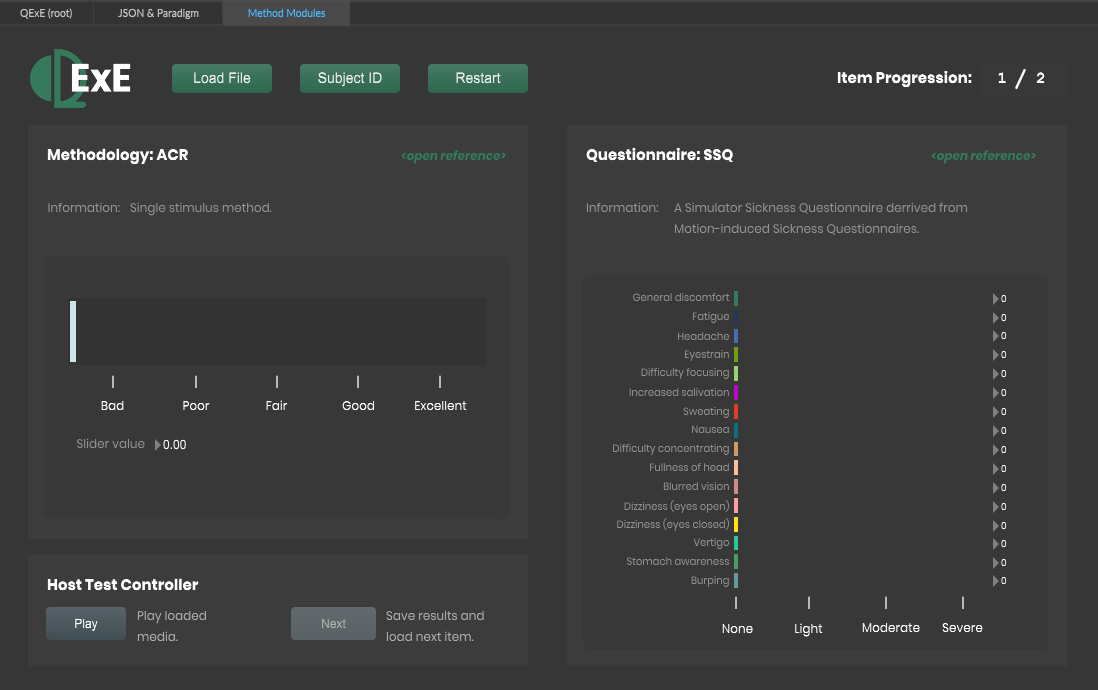 QExE (root) JSON & Paradigm Method Modules
QExE Load File Subject ID Restart Item Progression: 1 / 2
Methodology: ACR <open reference>
Information: Single stimulus method.
Bad Poor Fair Good Excellent
Slider value 0.00
Host Test Controller
Play Play loaded
media.
Next Save results and
load next item.
Questionnaire: SSQ <open reference>
Information: A Simulator Sickness Questionnaire derrived from
Motion-induced Sickness Questionnaires.
General discomfort 0
Fatigue 0
Headache 0
Eyestrain 0
Difficulty focusing 0
Increased salivation 0
Sweating 0
Nausea 0
Difficulty concentrating 0
Fullness of head 0
Blurred vision 0
Dizziness (eyes open) 0
Dizziness (eyes closed) 0
Vertigo 0
Stomach awareness 0
Burping 0
None Light Moderate Severe